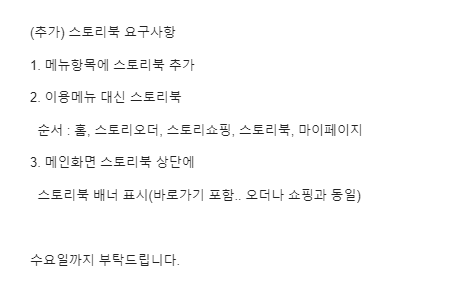 (추가) 스토리북 요구사항
1. 메뉴항목에 스토리북 추가
2. 이용메뉴 대신 스토리북
순서 : 홈, 스토리오더, 스토리쇼핑, 스토리북, 마이페이지
3. 메인화면 스토리북 상단에
스토리북 배너 표시(바로가기 포함.. 오더나 쇼핑과 동일)
수요일까지 부탁드립니다.